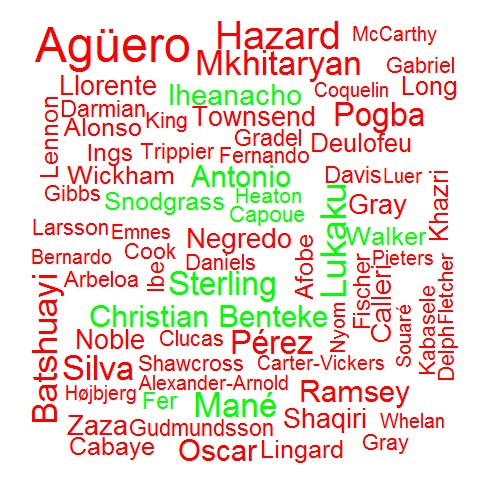 Agüero
Hazard
McCarthy
Mkhitaryan
Gabriel
Llorente
Iheanacho
Coquelin
Long
Lennon
Darmian
Alonso
King
Townsend
Pogba
Gradel
Deulofeu
Ings
Trippier
Fernando
Wickham
Antonio
Davis
Luer
Gibbs
Snodgrass
Heaton
Capoue
Lukaku
Gray
Khazri
Larsson
Emnes
Negredo
Walker
Bernardo
Cook
Daniels
Afobe
Pieters
Arbeloa
Ibe
Sterling
Fischer
Calleri
Fletcher
Batshuayi
Christian Benteke
Nyom
Souaré
Kabasele
Delph
Noble
Clucas
Pérez
Silva
Shawcross
Carter-Vickers
Højbjerg
Alexander-Arnold
Ramsey
Fer
Mané
Shaqiri
Whelan
Zaza
Gudmundsson
Cabaye
Oscar
Lingard
Gray